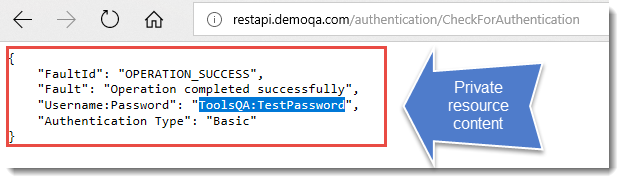 restapi.demoqa.com/authentication/CheckForAuthentication
{
"FaultId": "OPERATION_SUCCESS",
"Fault": "Operation completed successfully",
"Username:Password": "ToolsQA:TestPassword",
"Authentication Type": "Basic"
}
Private
resource
content